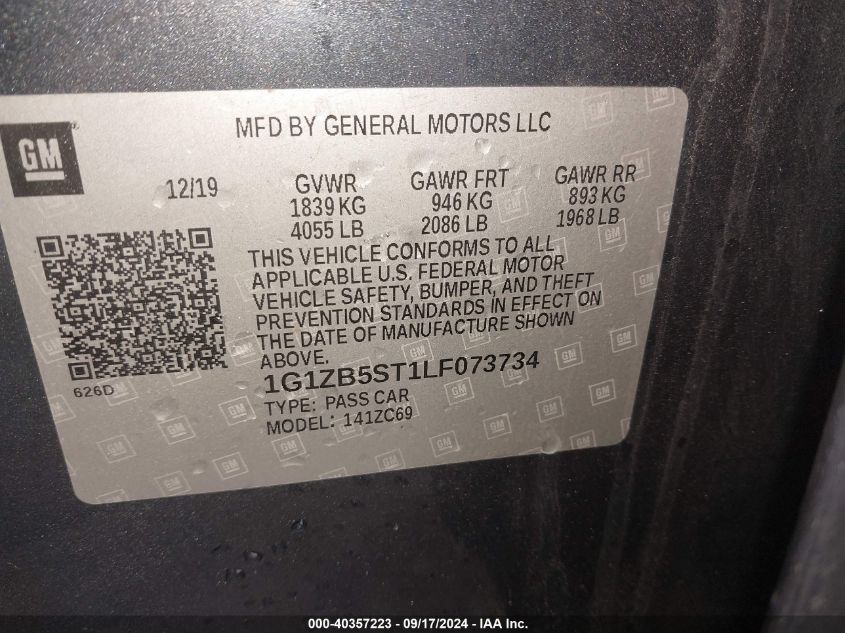 MFD BY GENERAL MOTORS LLC
GM
12/19 GVWR GAWR FRT GAWR RR
1839 KG 946 KG 893 KG
4055 LB 2086 LB 1968 LB
THIS VEHICLE CONFORMS TO ALL
APPLICABLE U.S. FEDERAL MOTOR
VEHICLE SAFETY, BUMPER, AND THEFT
PREVENTION STANDARDS IN EFFECT ON
THE DATE OF MANUFACTURE SHOWN
ABOVE.
626D
1G1ZB5ST1LF073734
TYPE: PASS CAR
MODEL: 141ZC69
000-40357223 - 09/17/2024 - IAA Inc.